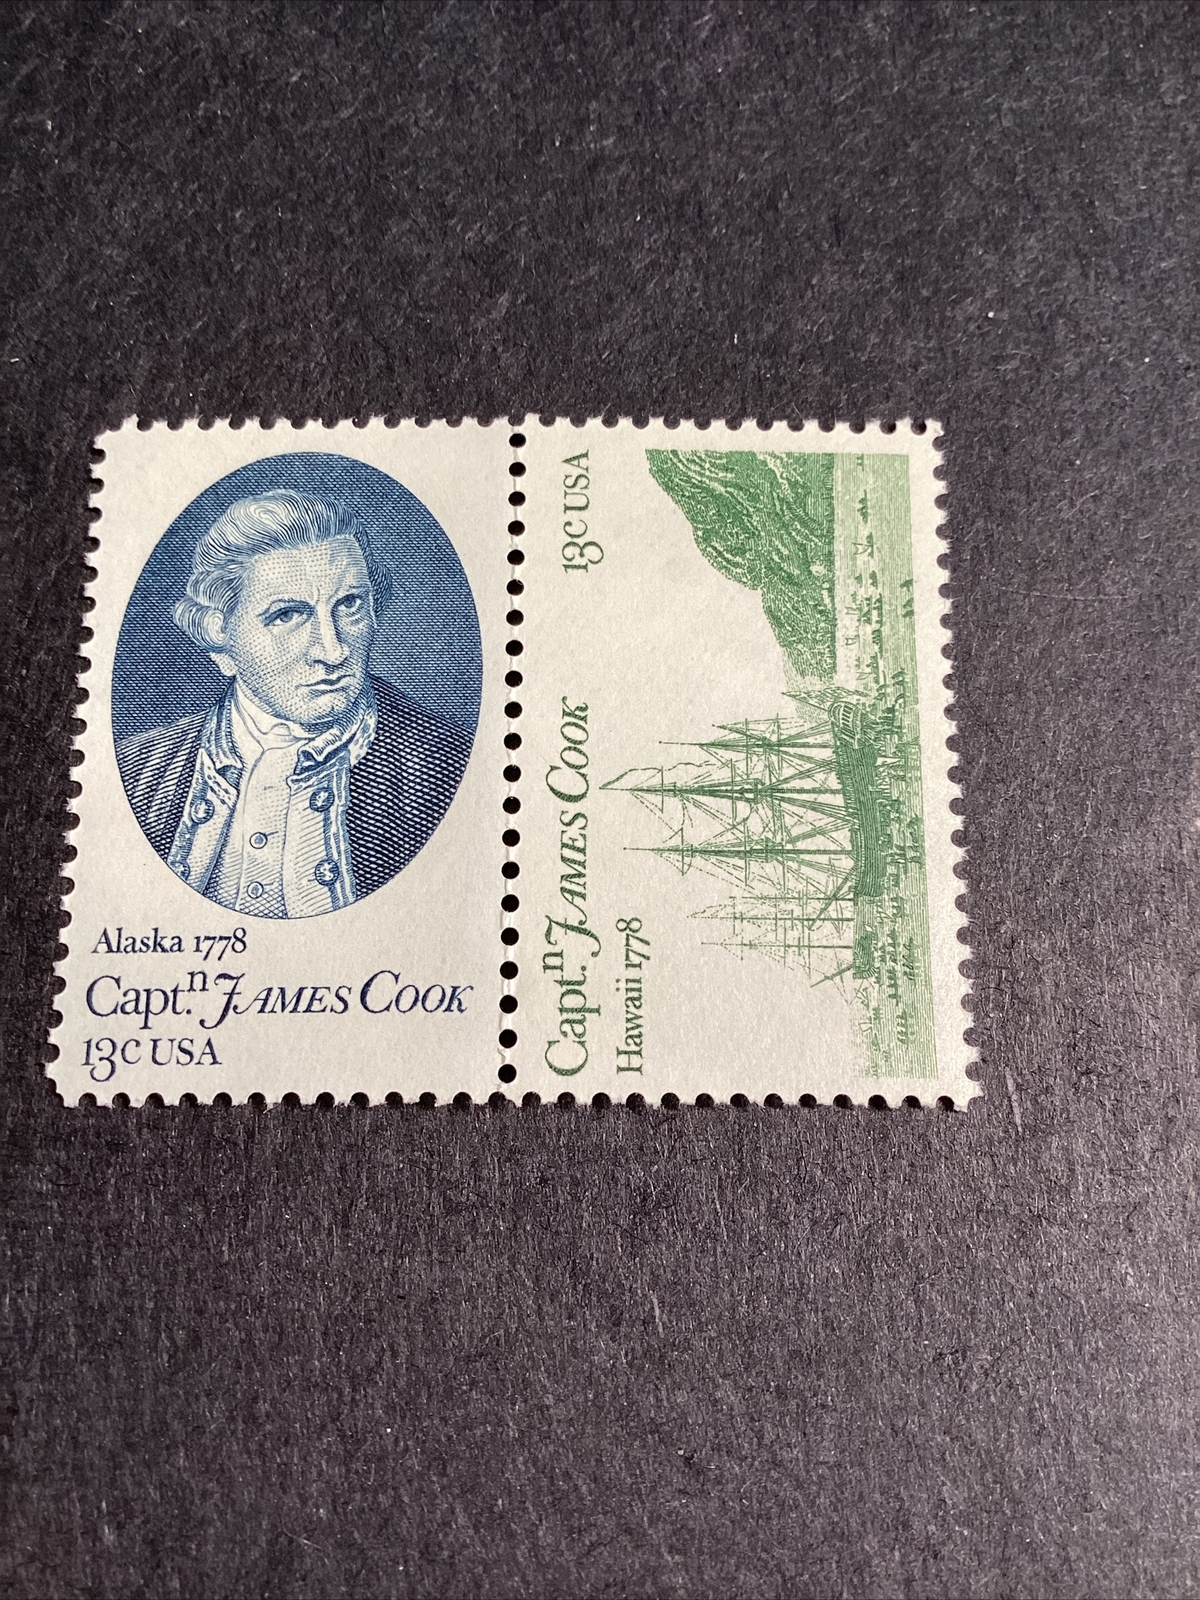 Alaska 1778
Capt.ⁿ JAMES COOK
13c USA
Capt.ⁿ JAMES COOK 13c USA
Hawaii 1778